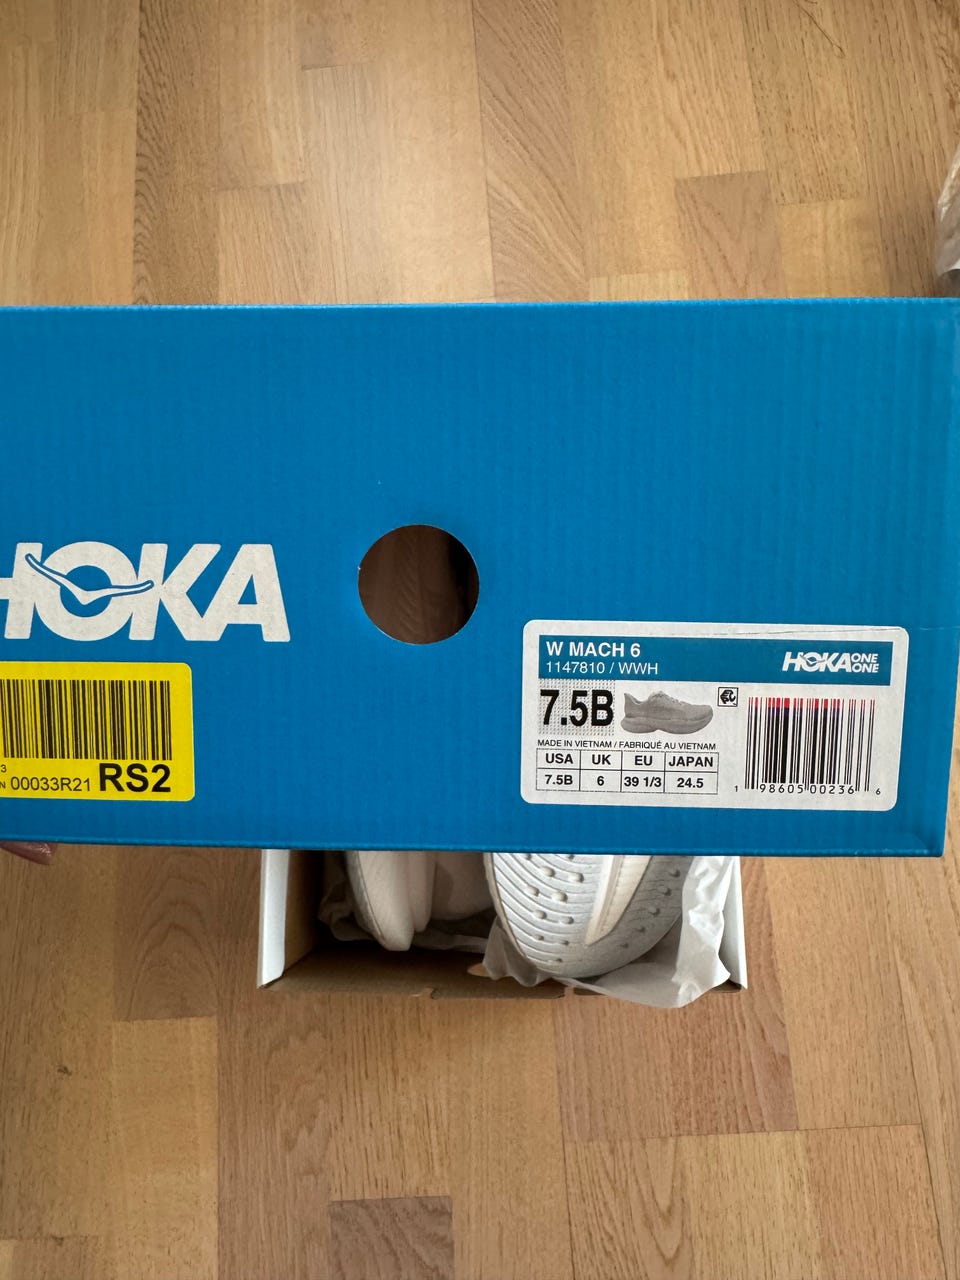 HOKA
00033R21 RS2
W MACH 6
1147810 / WWH
HOKA ONE ONE
7.5B
MADE IN VIETNAM / FABRIQUÉ AU VIETNAM
USA UK EU JAPAN
7.5B 6 39 1/3 24.5
1 98605 00236 6